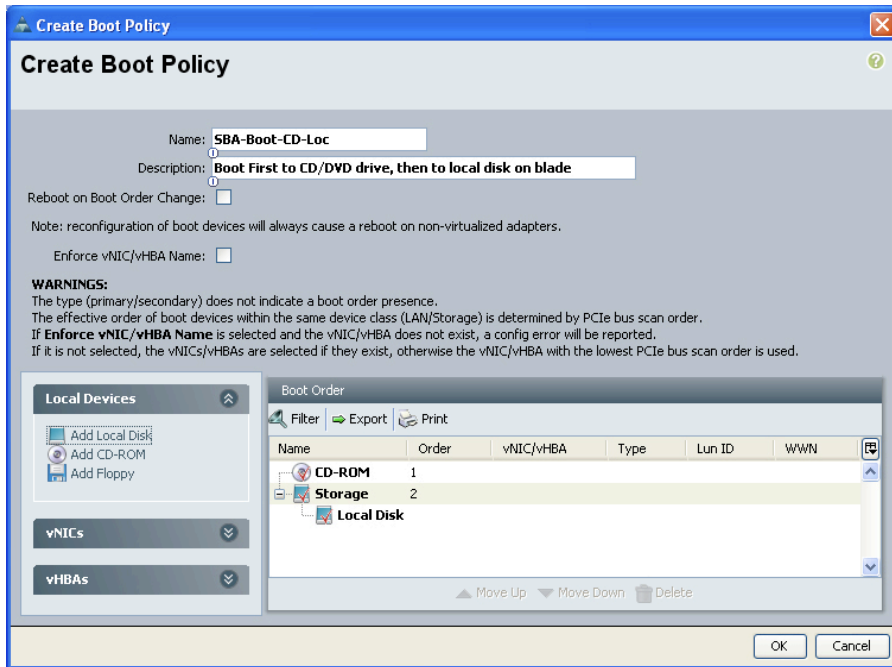 Create Boot Policy
Create Boot Policy
Name: SBA-Boot-CD-Loc
Description: Boot First to CD/DVD drive, then to local disk on blade
Reboot on Boot Order Change:
Note: reconfiguration of boot devices will always cause a reboot on non-virtualized adapters.
Enforce vNIC/vHBA Name:
WARNINGS:
The type (primary/secondary) does not indicate a boot order presence.
The effective order of boot devices within the same device class (LAN/Storage) is determined by PCIe bus scan order.
If Enforce vNIC/vHBA Name is selected and the vNIC/vHBA does not exist, a config error will be reported.
If it is not selected, the vNICs/vHBAs are selected if they exist, otherwise the vNIC/vHBA with the lowest PCIe bus scan order is used.
Local Devices
Add Local Disk
Add CD-ROM
Add Floppy
vNICs
vHBAs
Boot Order
Filter Export Print
Name Order vNIC/vHBA Type Lun ID WWN
CD-ROM 1
Storage 2
Local Disk
Move Up Move Down Delete
OK Cancel